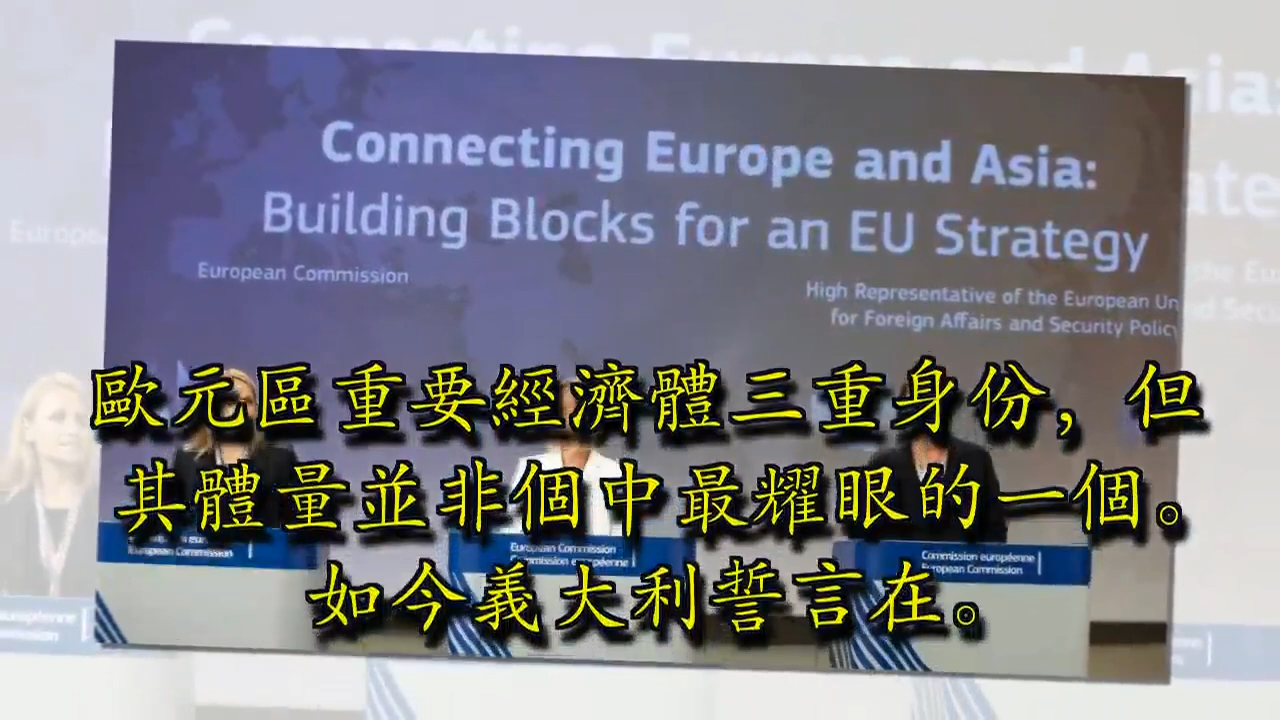 Connecting Europe and Asia:
Building Blocks for an EU Strategy
European Commission
High Representative of the European Un
for Foreign Affairs and Security Policy
歐元區重要經濟體三重身份，但
其體量並非個中最耀眼的一個。
如今義大利誓言在。
European Commission
European Commission
Commission européenne
Commission européenne
European Commission